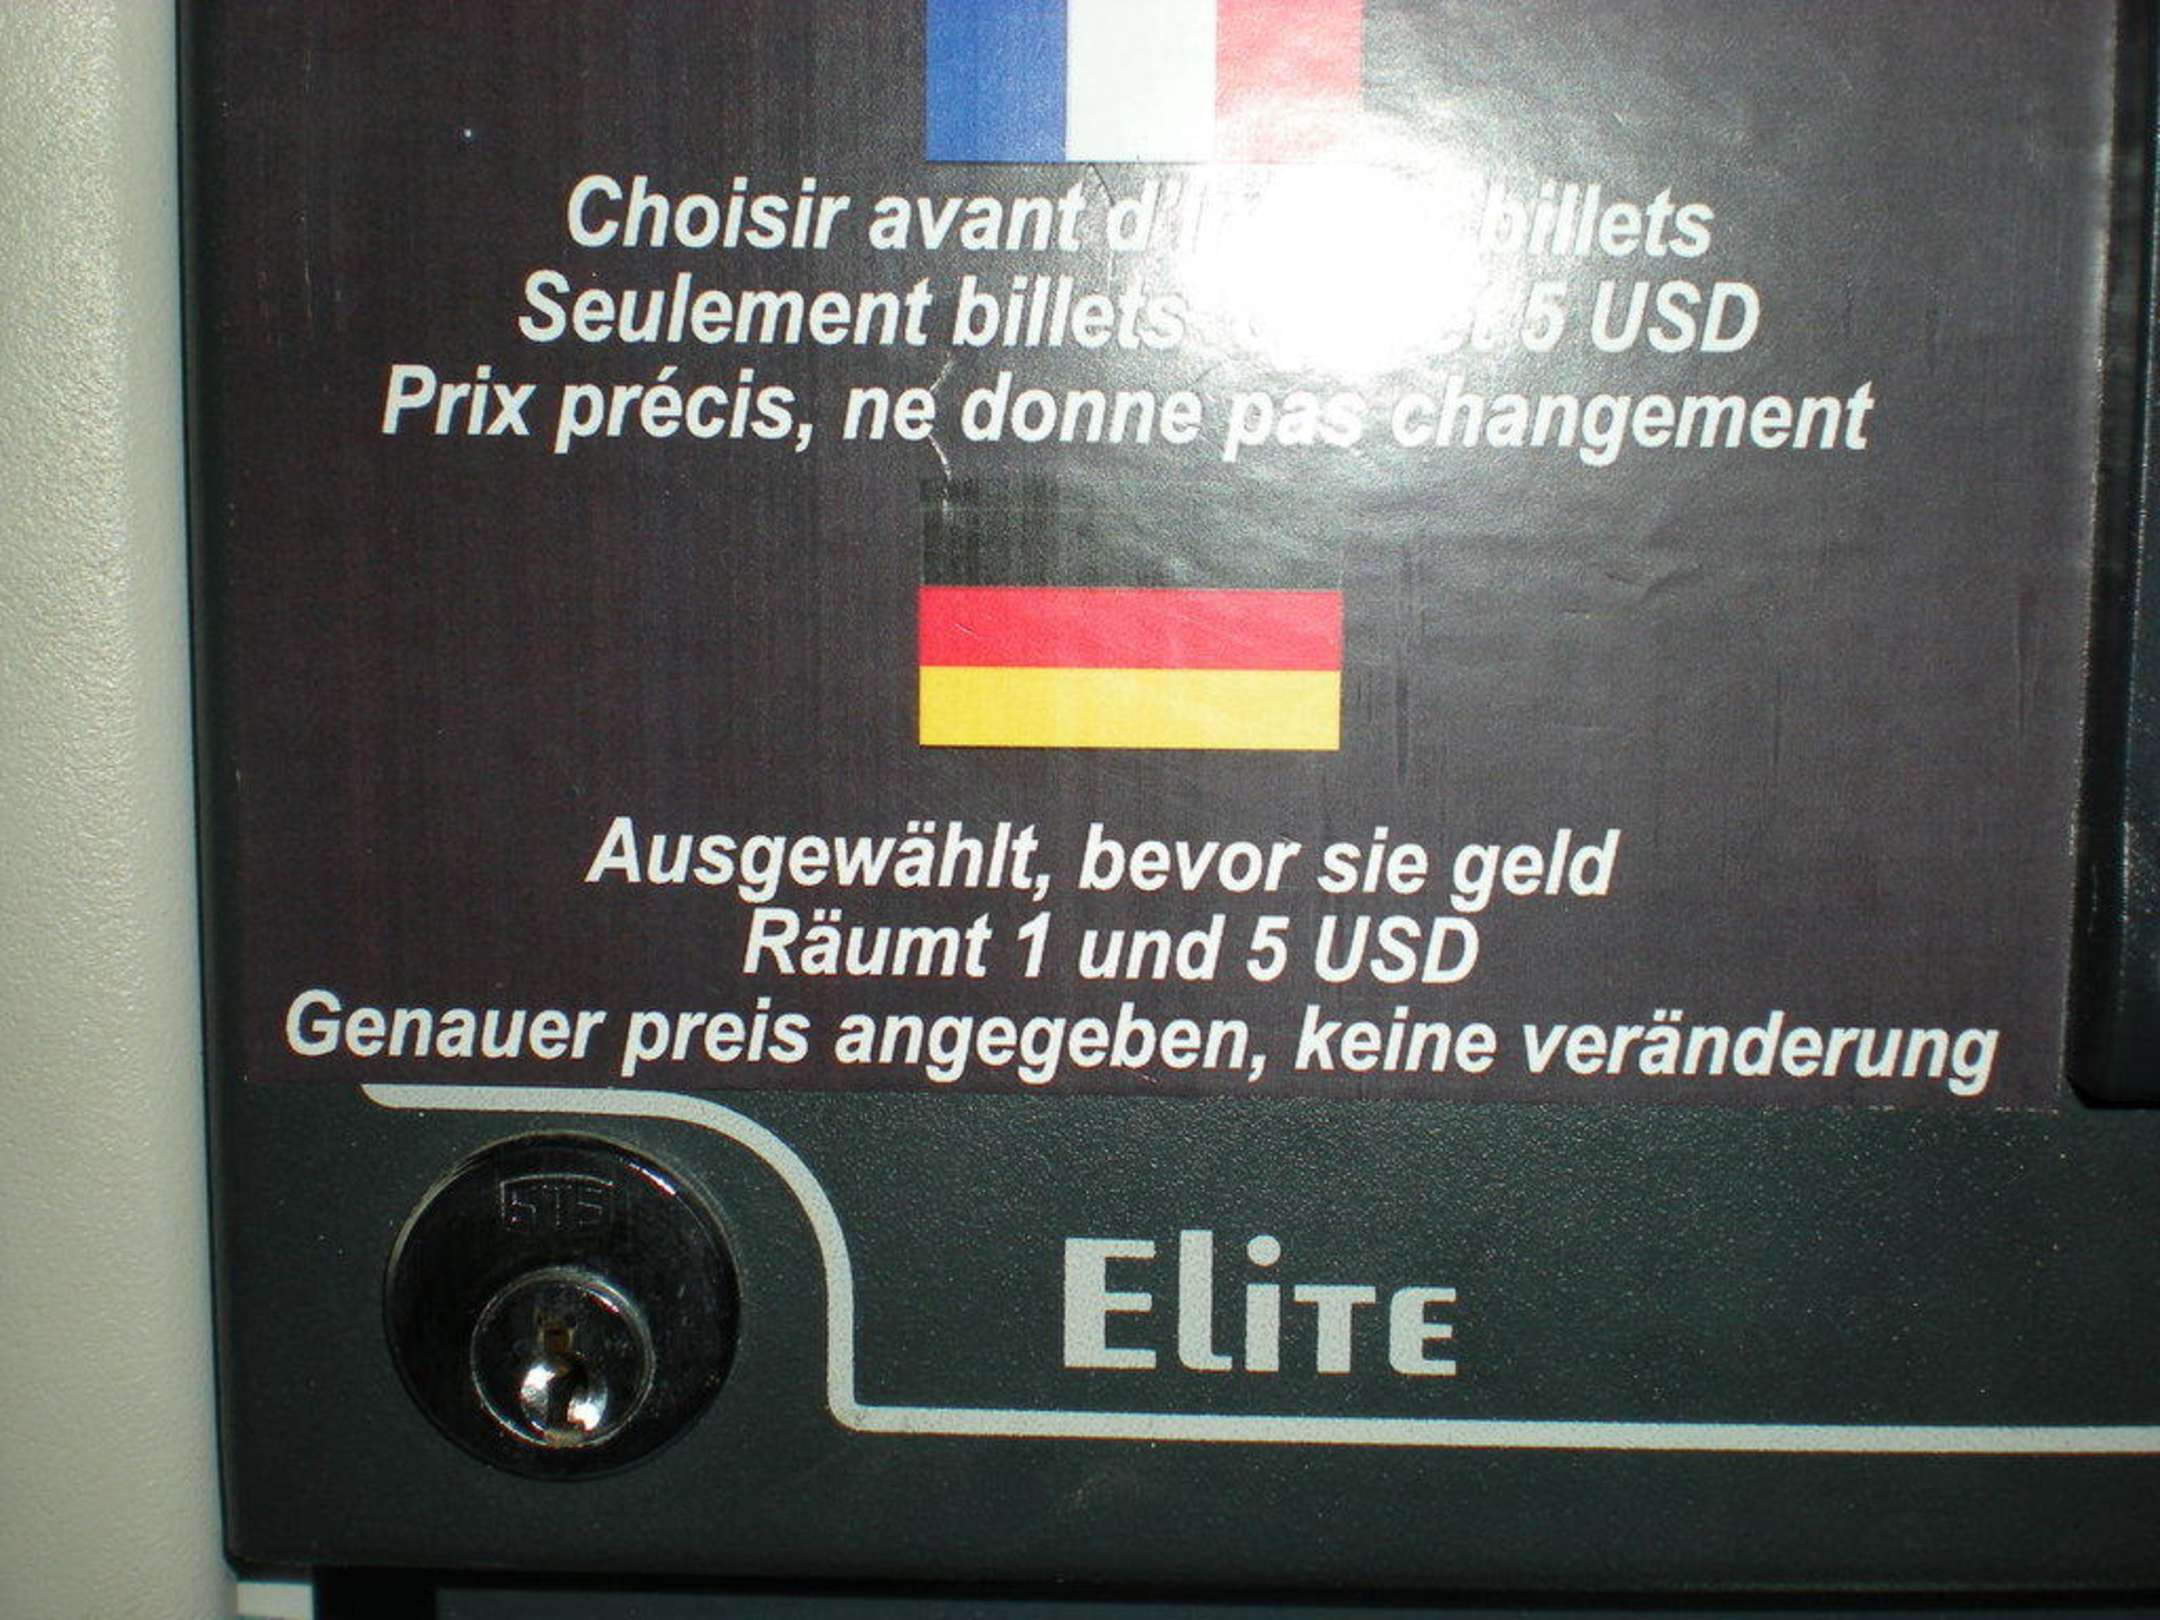 Choisir avant billets
Seulement billets 5 USD
Prix précis, ne donne pas changement
Ausgewählt, bevor sie geld
Räumt 1 und 5 USD
Genauer preis angegeben, keine veränderung
Elite